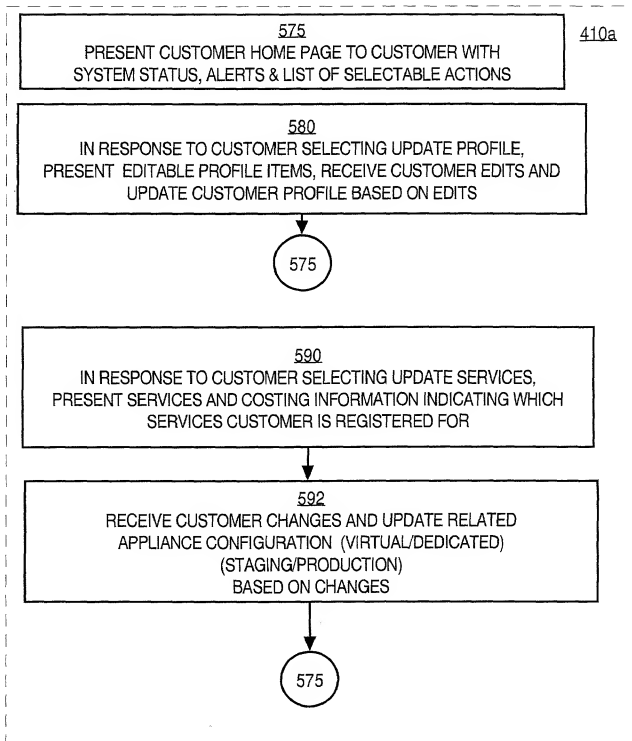 410a
575
PRESENT CUSTOMER HOME PAGE TO CUSTOMER WITH
SYSTEM STATUS, ALERTS & LIST OF SELECTABLE ACTIONS
580
IN RESPONSE TO CUSTOMER SELECTING UPDATE PROFILE,
PRESENT EDITABLE PROFILE ITEMS, RECEIVE CUSTOMER EDITS AND
UPDATE CUSTOMER PROFILE BASED ON EDITS
575
590
IN RESPONSE TO CUSTOMER SELECTING UPDATE SERVICES,
PRESENT SERVICES AND COSTING INFORMATION INDICATING WHICH
SERVICES CUSTOMER IS REGISTERED FOR
592
RECEIVE CUSTOMER CHANGES AND UPDATE RELATED
APPLIANCE CONFIGURATION (VIRTUAL/DEDICATED)
(STAGING/PRODUCTION)
BASED ON CHANGES
575